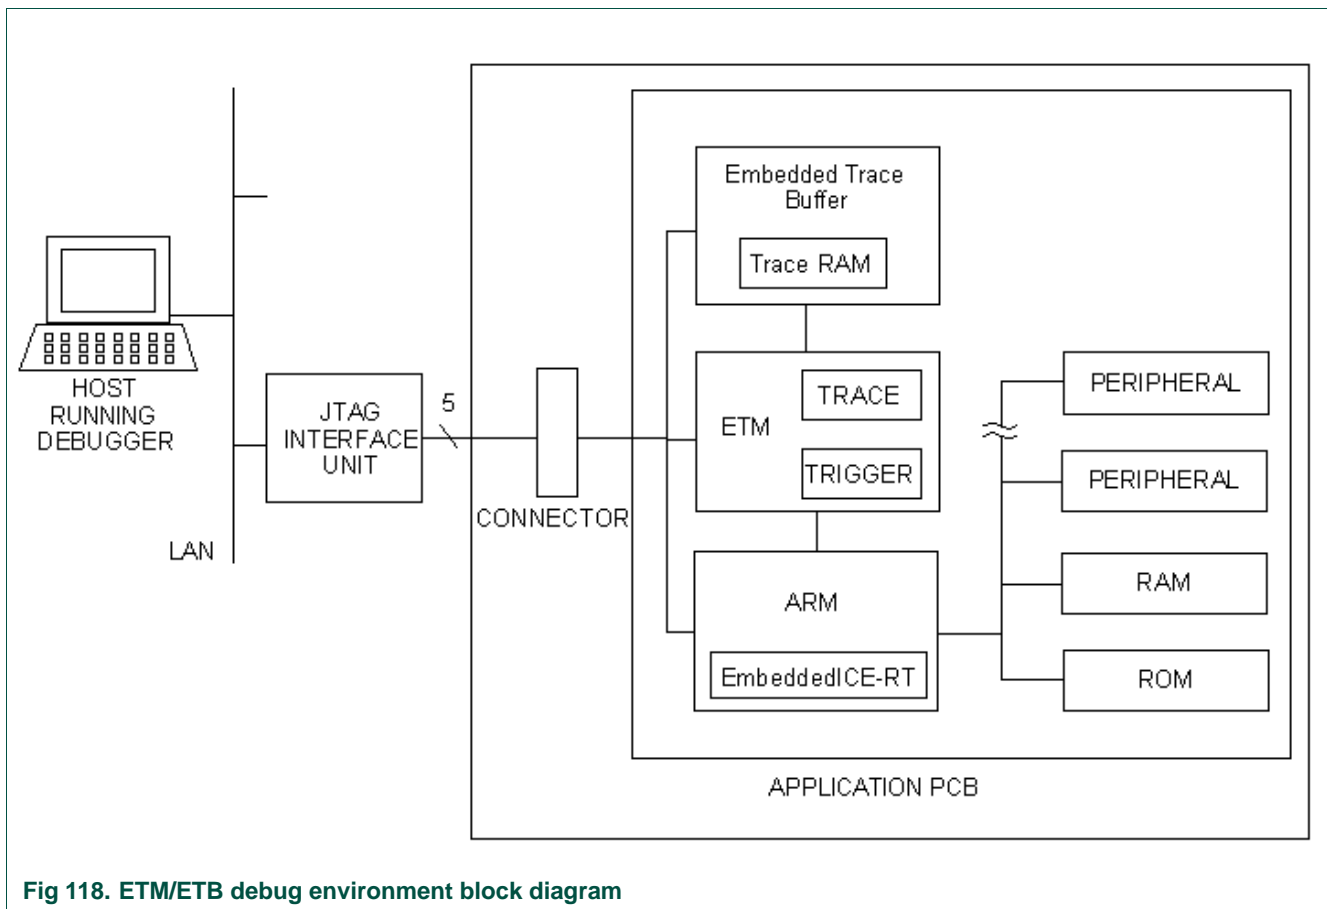 Embedded Trace
Buffer
Trace RAM
HOST
RUNNING
DEBUGGER
JTAG
INTERFACE
UNIT
5
LAN
CONNECTOR
ETM
TRACE
TRIGGER
ARM
EmbeddedICE-RT
PERIPHERAL
PERIPHERAL
RAM
ROM
APPLICATION PCB
Fig 118. ETM/ETB debug environment block diagram